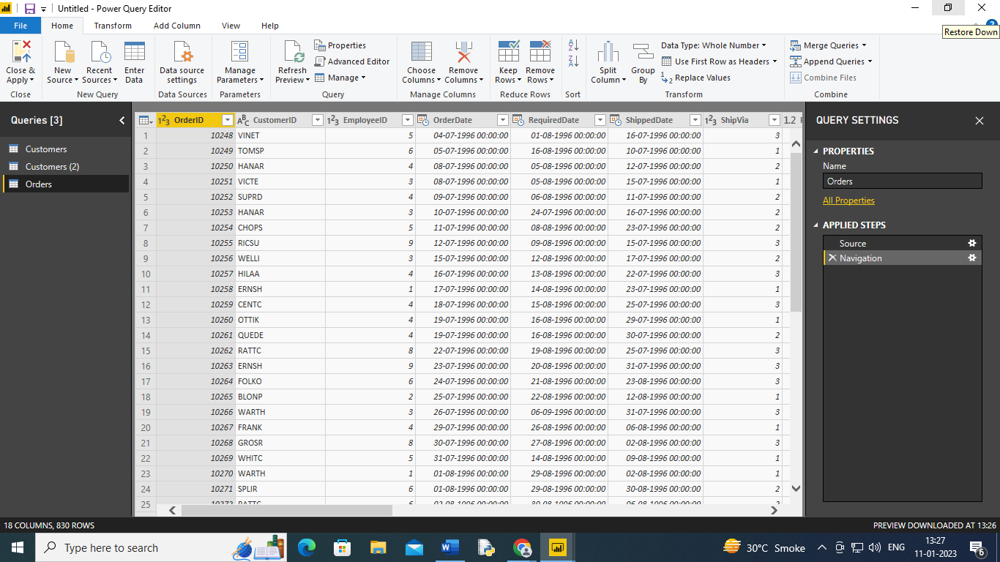 Untitled - Power Query Editor
File Home Transform Add Column View Help
Restore Down
Close & Apply
New Source
Recent Sources
Enter Data
Data source settings
Manage Parameters
Refresh Preview
Properties
Advanced Editor
Manage
Choose Columns
Remove Columns
Keep Rows
Remove Rows
Split Column
Group By
Data Type: Whole Number
Use First Row as Headers
Replace Values
Merge Queries
Append Queries
Combine Files
Close New Query Data Sources Parameters Query Manage Columns Reduce Rows Sort Transform Combine
Queries [3]
Customers
Customers (2)
Orders
OrderID CustomerID EmployeeID OrderDate RequiredDate ShippedDate ShipVia 1.2
1 10248 VINET 5 04-07-1996 00:00:00 01-08-1996 00:00:00 16-07-1996 00:00:00 3
2 10249 TOMSP 6 05-07-1996 00:00:00 16-08-1996 00:00:00 10-07-1996 00:00:00 1
3 10250 HANAR 4 08-07-1996 00:00:00 05-08-1996 00:00:00 12-07-1996 00:00:00 2
4 10251 VICTE 3 08-07-1996 00:00:00 05-08-1996 00:00:00 15-07-1996 00:00:00 1
5 10252 SUPRD 4 09-07-1996 00:00:00 06-08-1996 00:00:00 11-07-1996 00:00:00 2
6 10253 HANAR 3 10-07-1996 00:00:00 24-07-1996 00:00:00 16-07-1996 00:00:00 2
7 10254 CHOPS 5 11-07-1996 00:00:00 08-08-1996 00:00:00 23-07-1996 00:00:00 2
8 10255 RICSU 9 12-07-1996 00:00:00 09-08-1996 00:00:00 15-07-1996 00:00:00 3
9 10256 WELLI 3 15-07-1996 00:00:00 12-08-1996 00:00:00 17-07-1996 00:00:00 2
10 10257 HILAA 4 16-07-1996 00:00:00 13-08-1996 00:00:00 22-07-1996 00:00:00 3
11 10258 ERNSH 1 17-07-1996 00:00:00 14-08-1996 00:00:00 23-07-1996 00:00:00 1
12 10259 CENTC 4 18-07-1996 00:00:00 15-08-1996 00:00:00 25-07-1996 00:00:00 3
13 10260 OTTIK 4 19-07-1996 00:00:00 16-08-1996 00:00:00 29-07-1996 00:00:00 1
14 10261 QUEDE 4 19-07-1996 00:00:00 16-08-1996 00:00:00 30-07-1996 00:00:00 2
15 10262 RATTC 8 22-07-1996 00:00:00 19-08-1996 00:00:00 25-07-1996 00:00:00 3
16 10263 ERNSH 9 23-07-1996 00:00:00 20-08-1996 00:00:00 31-07-1996 00:00:00 3
17 10264 FOLKO 6 24-07-1996 00:00:00 21-08-1996 00:00:00 23-08-1996 00:00:00 3
18 10265 BLONP 2 25-07-1996 00:00:00 22-08-1996 00:00:00 12-08-1996 00:00:00 1
19 10266 WARTH 3 26-07-1996 00:00:00 06-09-1996 00:00:00 31-07-1996 00:00:00 3
20 10267 FRANK 4 29-07-1996 00:00:00 26-08-1996 00:00:00 06-08-1996 00:00:00 1
21 10268 GROSR 8 30-07-1996 00:00:00 27-08-1996 00:00:00 02-08-1996 00:00:00 3
22 10269 WHITC 5 31-07-1996 00:00:00 14-08-1996 00:00:00 09-08-1996 00:00:00 1
23 10270 WARTH 1 01-08-1996 00:00:00 29-08-1996 00:00:00 02-08-1996 00:00:00 1
24 10271 SPLIR 6 01-08-1996 00:00:00 29-08-1996 00:00:00 30-08-1996 00:00:00 2
25 10272 RATTC 6 02-08-1996 00:00:00 30-08-1996 00:00:00 06-08-1996 00:00:00 2
QUERY SETTINGS
PROPERTIES
Name
Orders
All Properties
APPLIED STEPS
Source
Navigation
18 COLUMNS, 830 ROWS
PREVIEW DOWNLOADED AT 13:26
Type here to search
30°C Smoke
ENG
13:27
11-01-2023
6